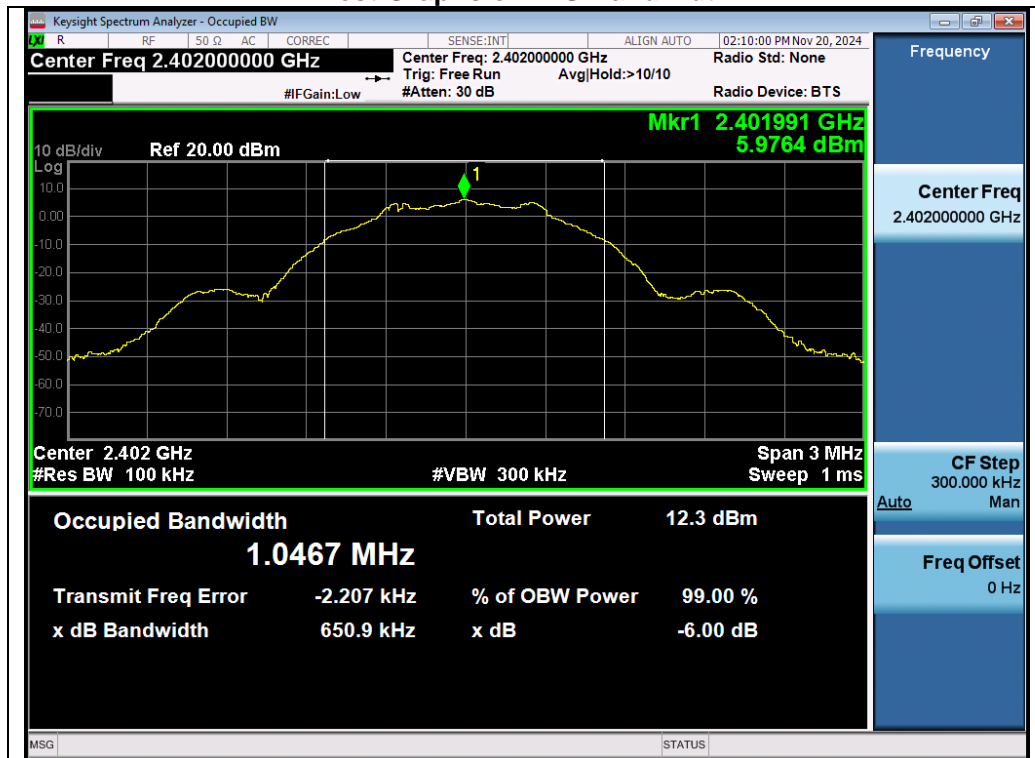 Keysight Spectrum Analyzer - Occupied BW
LXI R RF 50 Ω AC CORREC SENSE:INT ALIGN AUTO 02:10:00 PM Nov 20, 2024
Center Freq 2.402000000 GHz
Center Freq: 2.402000000 GHz
Radio Std: None
Trig: Free Run Avg|Hold:>10/10
#IFGain:Low #Atten: 30 dB Radio Device: BTS
Frequency
Mkr1 2.401991 GHz
5.9764 dBm
10 dB/div Ref 20.00 dBm
Log
10.0
0.00
-10.0
-20.0
-30.0
-40.0
-50.0
-60.0
-70.0
1
Center 2.402 GHz Span 3 MHz
#Res BW 100 kHz #VBW 300 kHz Sweep 1 ms
Center Freq
2.402000000 GHz
CF Step
300.000 kHz
Auto Man
Freq Offset
0 Hz
Occupied Bandwidth Total Power 12.3 dBm
1.0467 MHz
Transmit Freq Error -2.207 kHz % of OBW Power 99.00 %
x dB Bandwidth 650.9 kHz x dB -6.00 dB
MSG STATUS